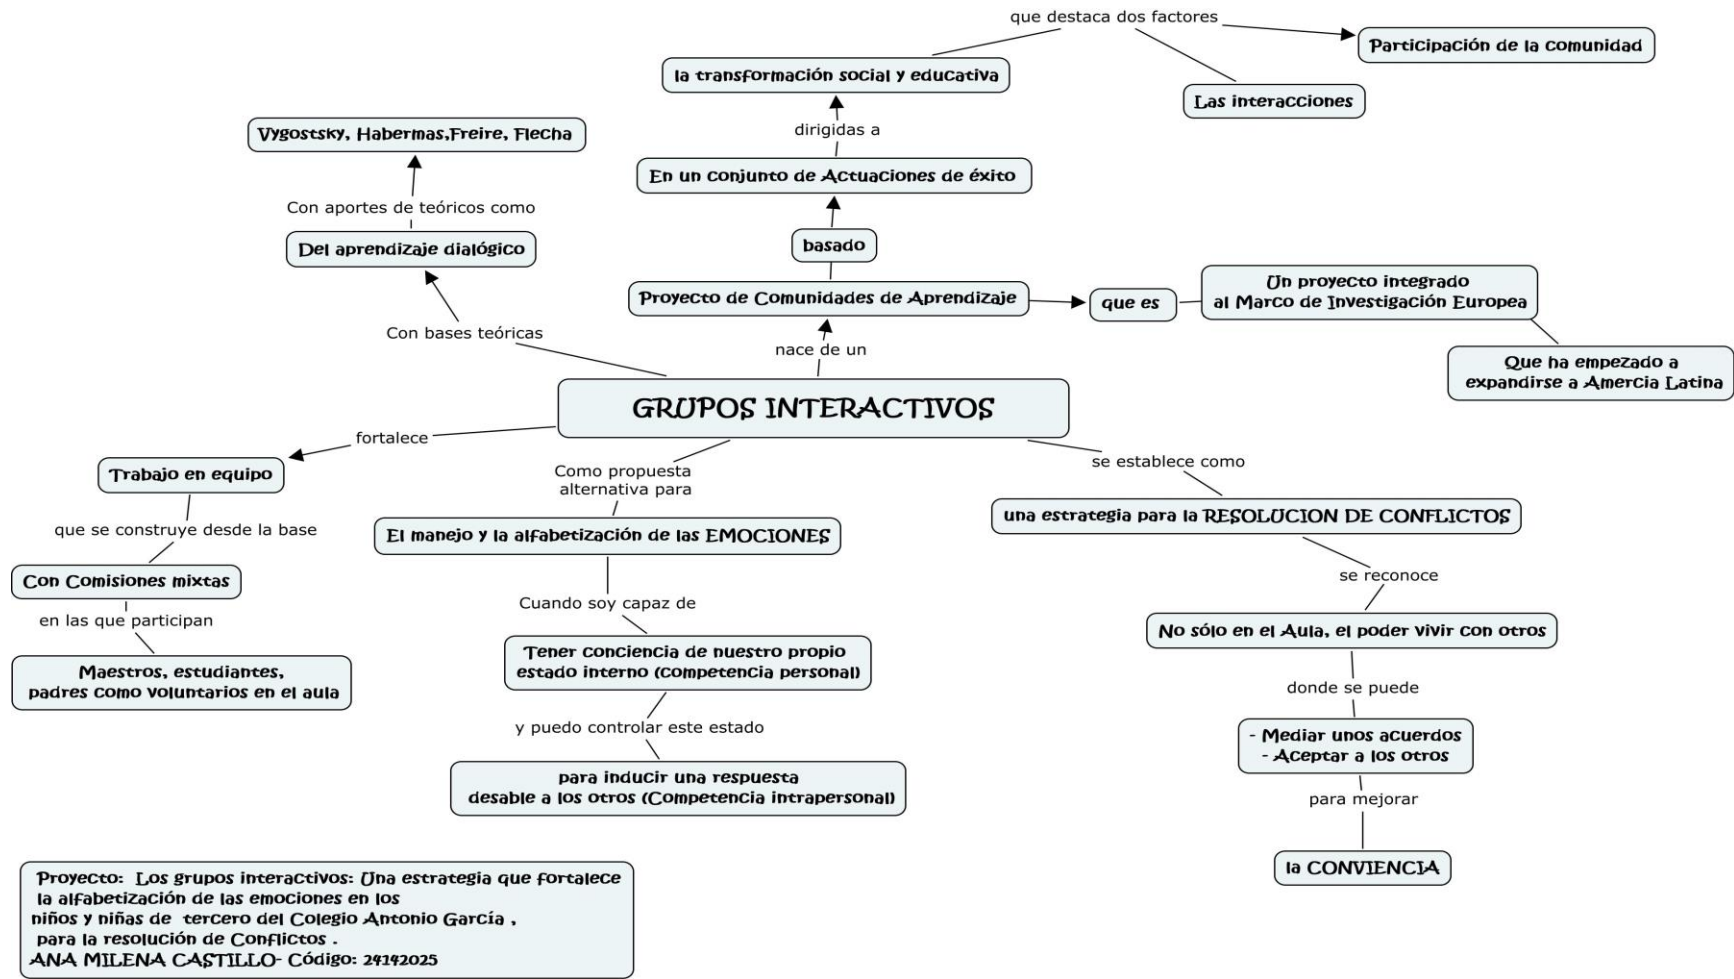 que destaca dos factores
Participación de la comunidad
la transformación social y educativa
Las interacciones
Vygostsky, Habermas,Freire, Flecha
dirigidas a
En un conjunto de Actuaciones de éxito
Con aportes de teóricos como
Del aprendizaje dialógico
basado
Proyecto de Comunidades de Aprendizaje
que es
Un proyecto integrado
al Marco de Investigación Europea
Con bases teóricas
nace de un
Que ha empezado a
expandirse a Amercia Latina
GRUPOS INTERACTIVOS
fortalece
Trabajo en equipo
que se construye desde la base
Con Comisiones mixtas
en las que participan
Maestros, estudiantes,
padres como voluntarios en el aula
Como propuesta
alternativa para
El manejo y la alfabetización de las EMOCIONES
Cuando soy capaz de
Tener conciencia de nuestro propio
estado interno (competencia personal)
y puedo controlar este estado
para inducir una respuesta
desable a los otros (Competencia intrapersonal)
se establece como
una estrategia para la RESOLUCION DE CONFLICTOS
se reconoce
No sólo en el Aula, el poder vivir con otros
donde se puede
- Mediar unos acuerdos
- Aceptar a los otros
para mejorar
la CONVIENCIA
Proyecto: Los grupos interactivos: Una estrategia que fortalece
la alfabetización de las emociones en los
niños y niñas de tercero del Colegio Antonio García ,
para la resolución de Conflictos .
ANA MILENA CASTILLO- Código: 24142025